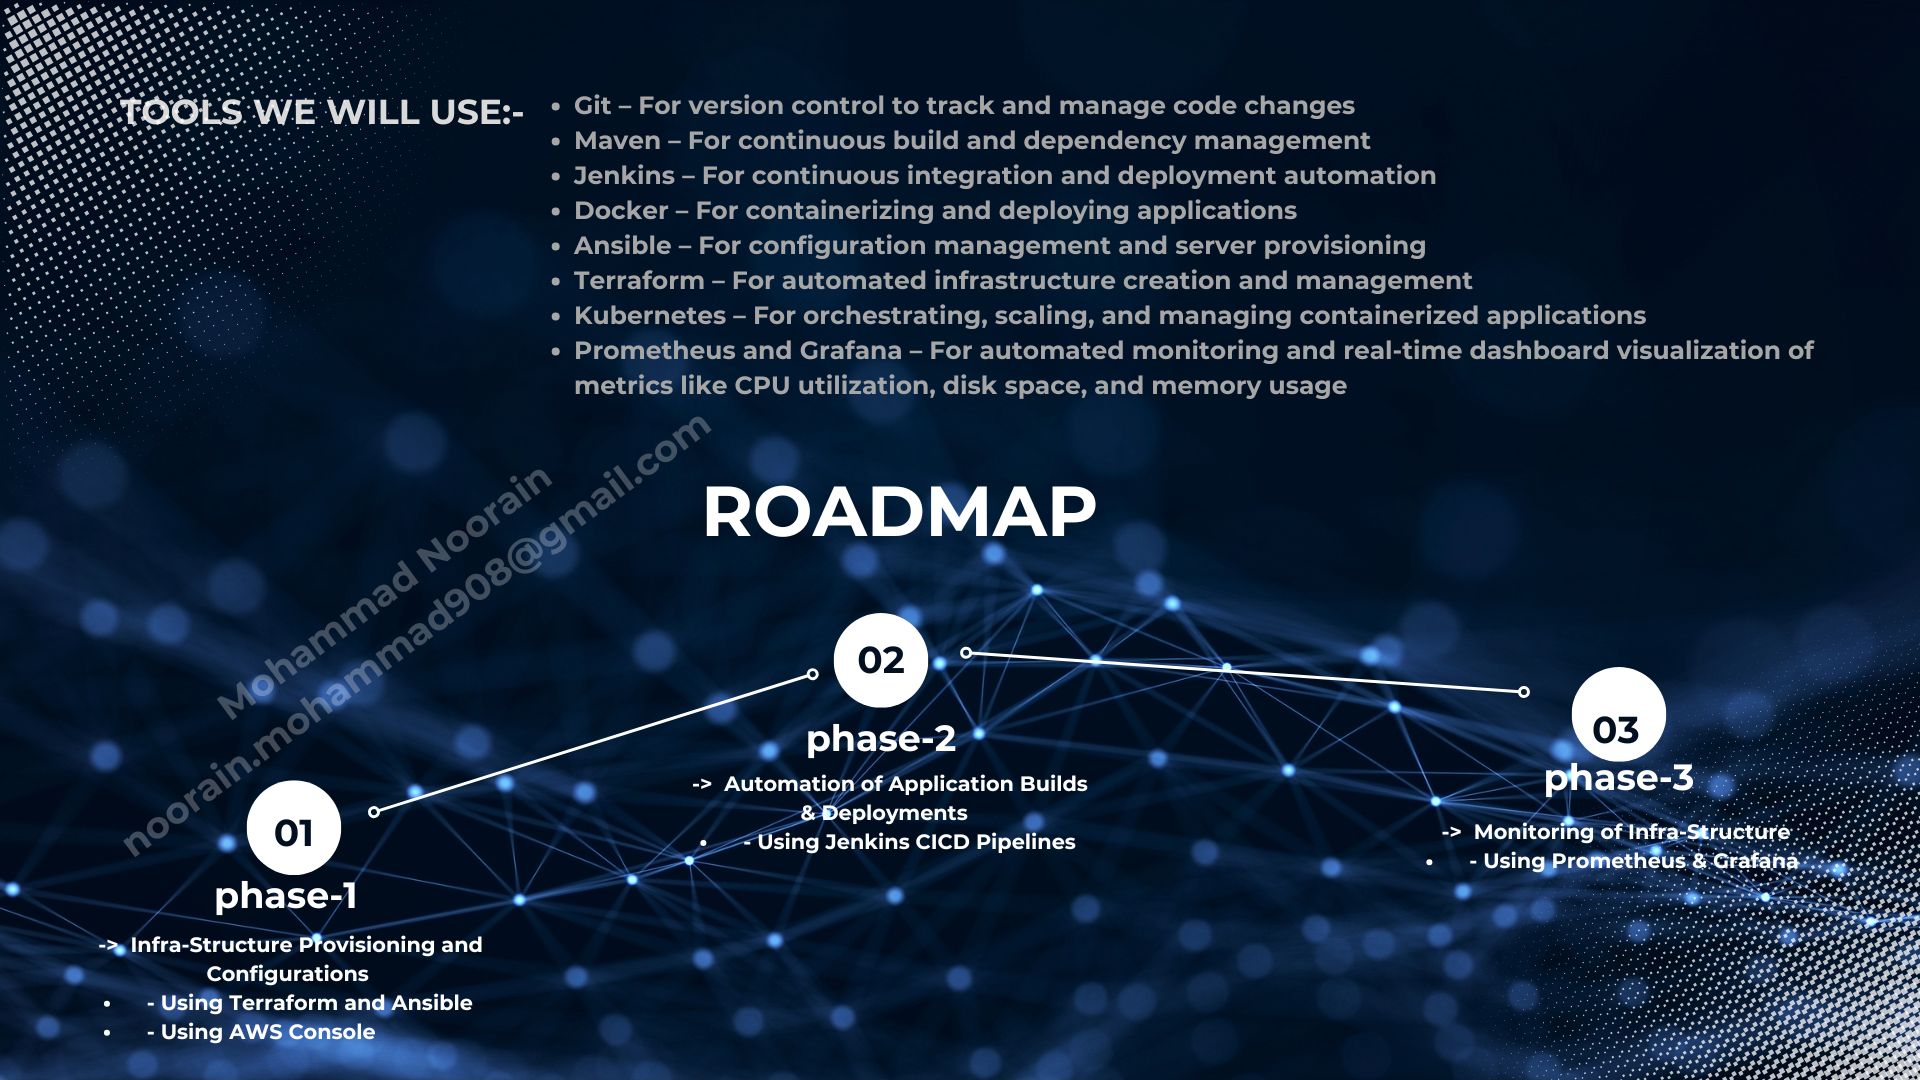 TOOLS WE WILL USE:-
• Git – For version control to track and manage code changes
• Maven – For continuous build and dependency management
• Jenkins – For continuous integration and deployment automation
• Docker – For containerizing and deploying applications
• Ansible – For configuration management and server provisioning
• Terraform – For automated infrastructure creation and management
• Kubernetes – For orchestrating, scaling, and managing containerized applications
• Prometheus and Grafana – For automated monitoring and real-time dashboard visualization of
metrics like CPU utilization, disk space, and memory usage
Mohammad Noorain
noorain.mohammad908@gmail.com
ROADMAP
01
phase-1
-> Infra-Structure Provisioning and
Configurations
• - Using Terraform and Ansible
• - Using AWS Console
02
phase-2
-> Automation of Application Builds
& Deployments
• - Using Jenkins CICD Pipelines
03
phase-3
-> Monitoring of Infra-Structure
• - Using Prometheus & Grafana